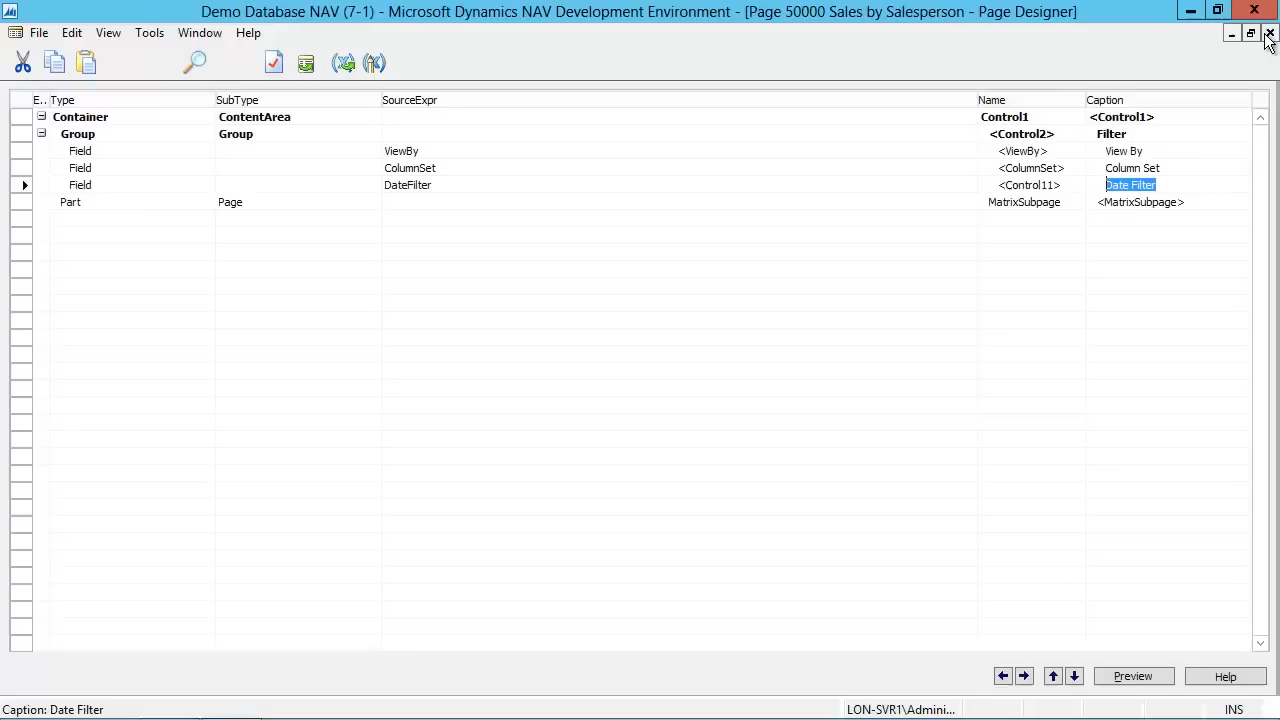 Demo Database NAV (7-1) - Microsoft Dynamics NAV Development Environment - [Page 50000 Sales by Salesperson - Page Designer]
File Edit View Tools Window Help
E.. Type SubType SourceExpr Name Caption
Container ContentArea Control1 <Control1>
Group Group <Control2> Filter
Field ViewBy <ViewBy> View By
Field ColumnSet <ColumnSet> Column Set
Field DateFilter <Control11> Date Filter
Part Page MatrixSubpage <MatrixSubpage>
Preview Help
Caption: Date Filter LON-SVR1\Admini... INS